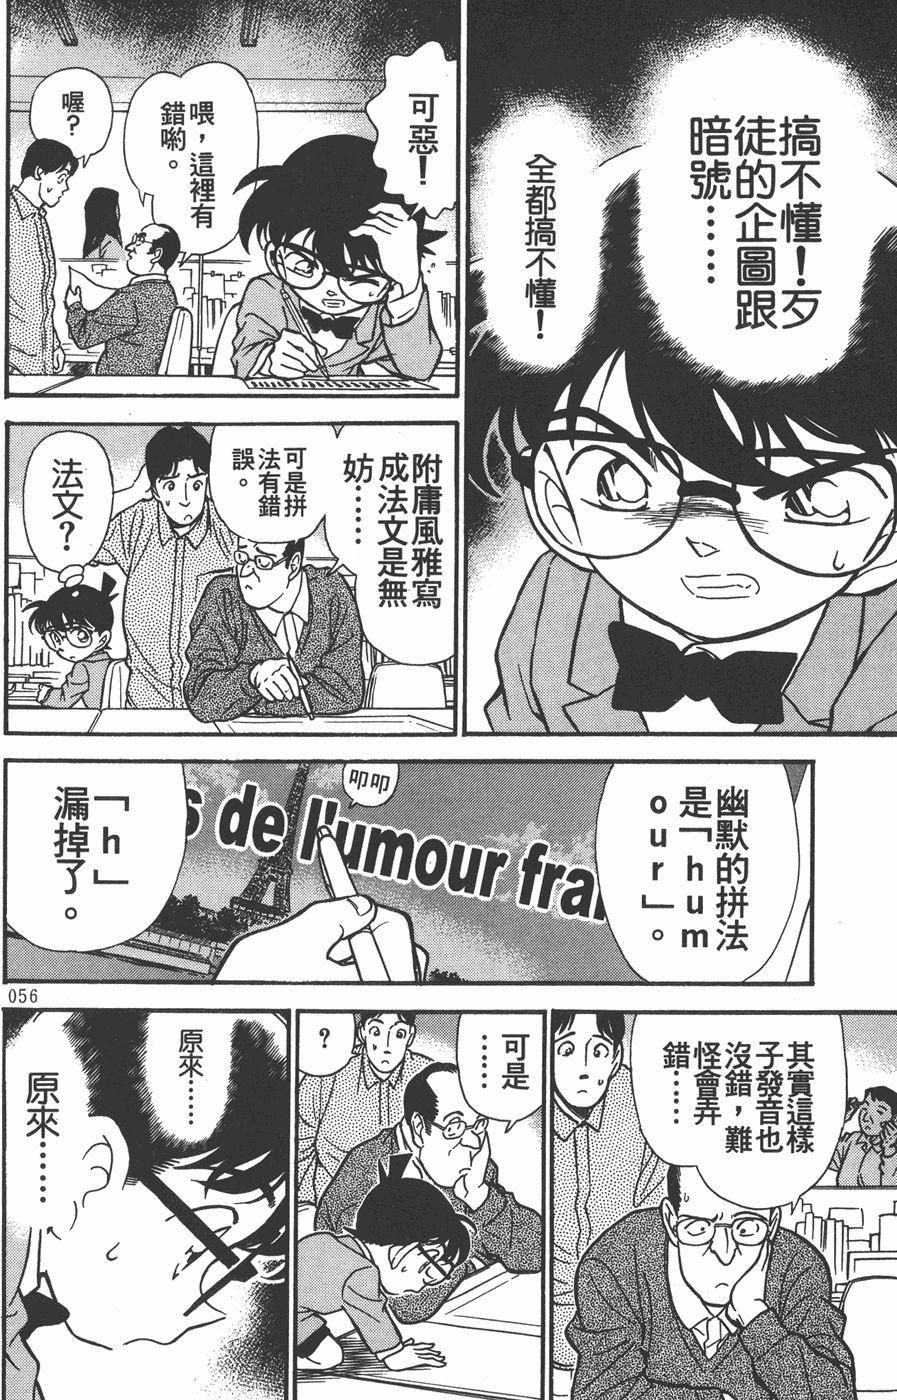 搞不懂！歹
徒的企圖跟
暗號……
全都搞不懂！
可惡！
喂，這裡有
錯喲。
喔？
附庸風雅寫
成法文是無
妨……
可是拼
法有錯
誤。
法文？
幽默的拼法
是「hum
our」。
叩叩
s de l'umour fra
「h」
漏掉了。
056
其實這樣
子發音也
沒錯，難
怪會弄
錯……
可是
……
？
原來……
原來……